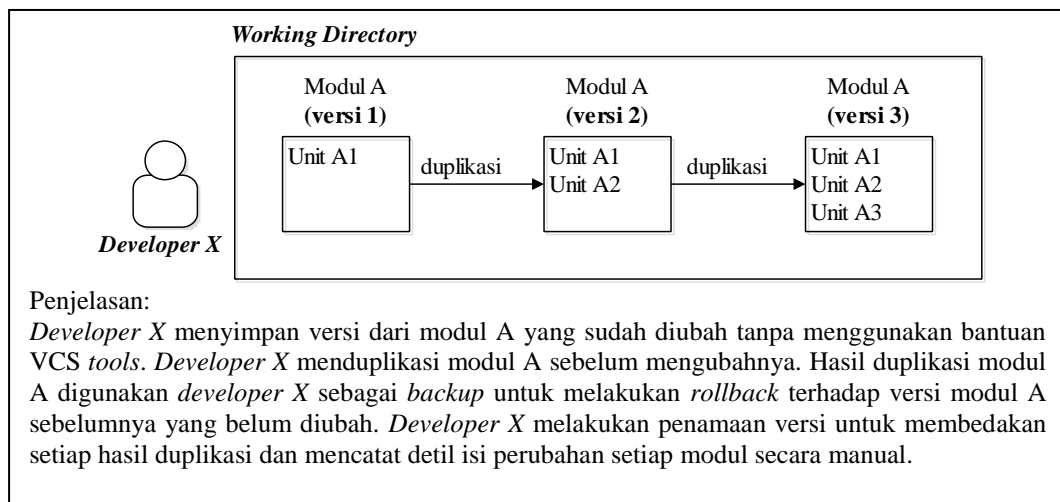 Working Directory
Modul A
(versi 1)
Modul A
(versi 2)
Modul A
(versi 3)
Unit A1
duplikasi
Unit A1
Unit A2
duplikasi
Unit A1
Unit A2
Unit A3
Developer X
Penjelasan:
Developer X menyimpan versi dari modul A yang sudah diubah tanpa menggunakan bantuan
VCS tools. Developer X menduplikasi modul A sebelum mengubahnya. Hasil duplikasi modul
A digunakan developer X sebagai backup untuk melakukan rollback terhadap versi modul A
sebelumnya yang belum diubah. Developer X melakukan penamaan versi untuk membedakan
setiap hasil duplikasi dan mencatat detil isi perubahan setiap modul secara manual.